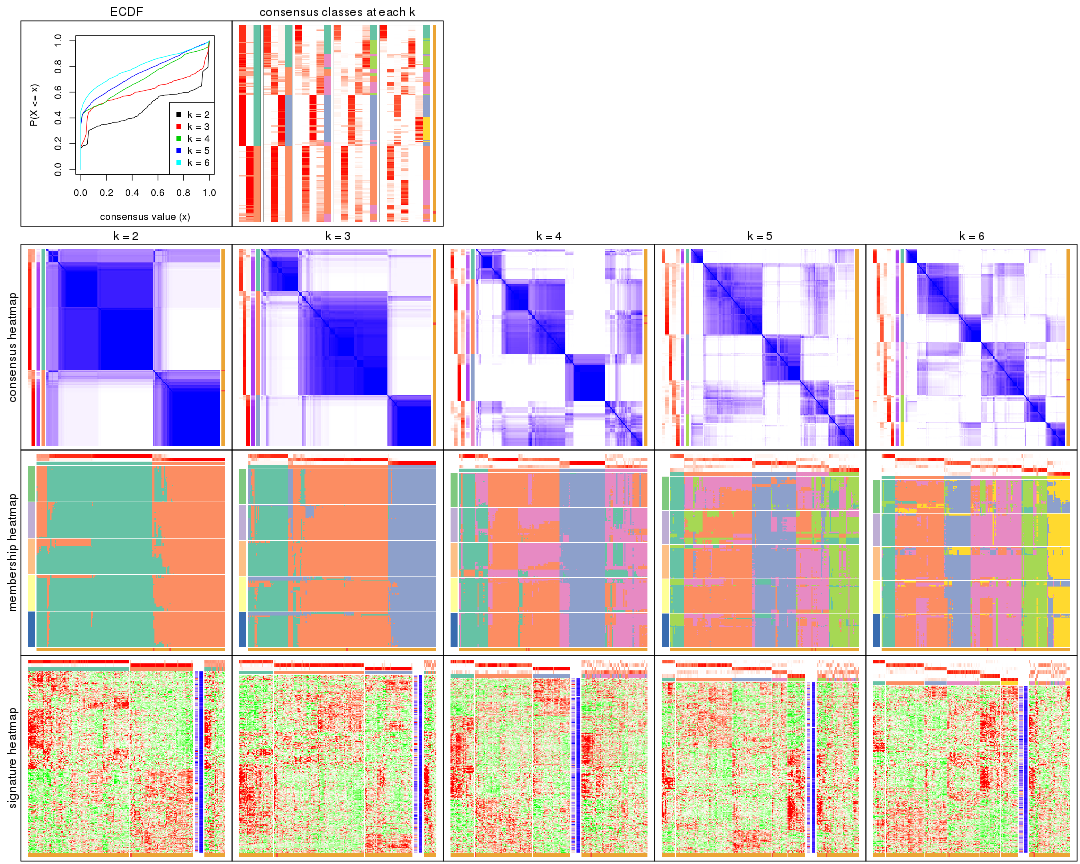 ECDF
consensus classes at each k
P(X <= x)
0.0
0.2
0.4
0.6
0.8
1.0
k = 2
k = 3
k = 4
k = 5
k = 6
0.0 0.2 0.4 0.6 0.8 1.0
consensus value (x)
k = 2
k = 3
k = 4
k = 5
k = 6
consensus heatmap
membership heatmap
signature heatmap